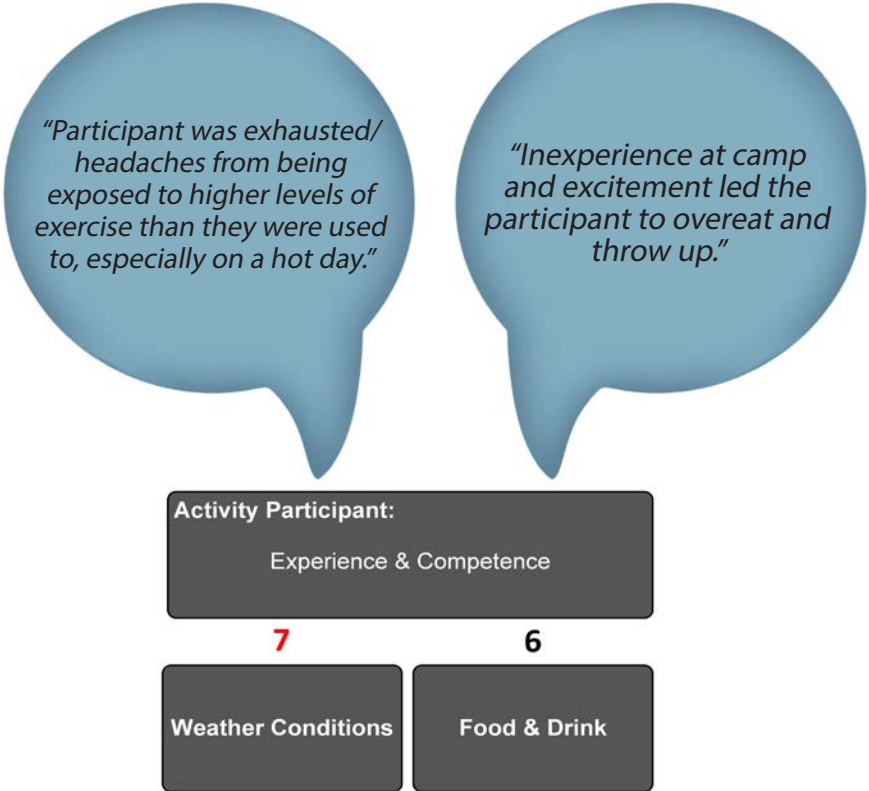 “Participant was exhausted/
headaches from being
exposed to higher levels of
exercise than they were used
to, especially on a hot day.”
“Inexperience at camp
and excitement led the
participant to overeat and
throw up.”
Activity Participant:
Experience & Competence
7
6
Weather Conditions
Food & Drink